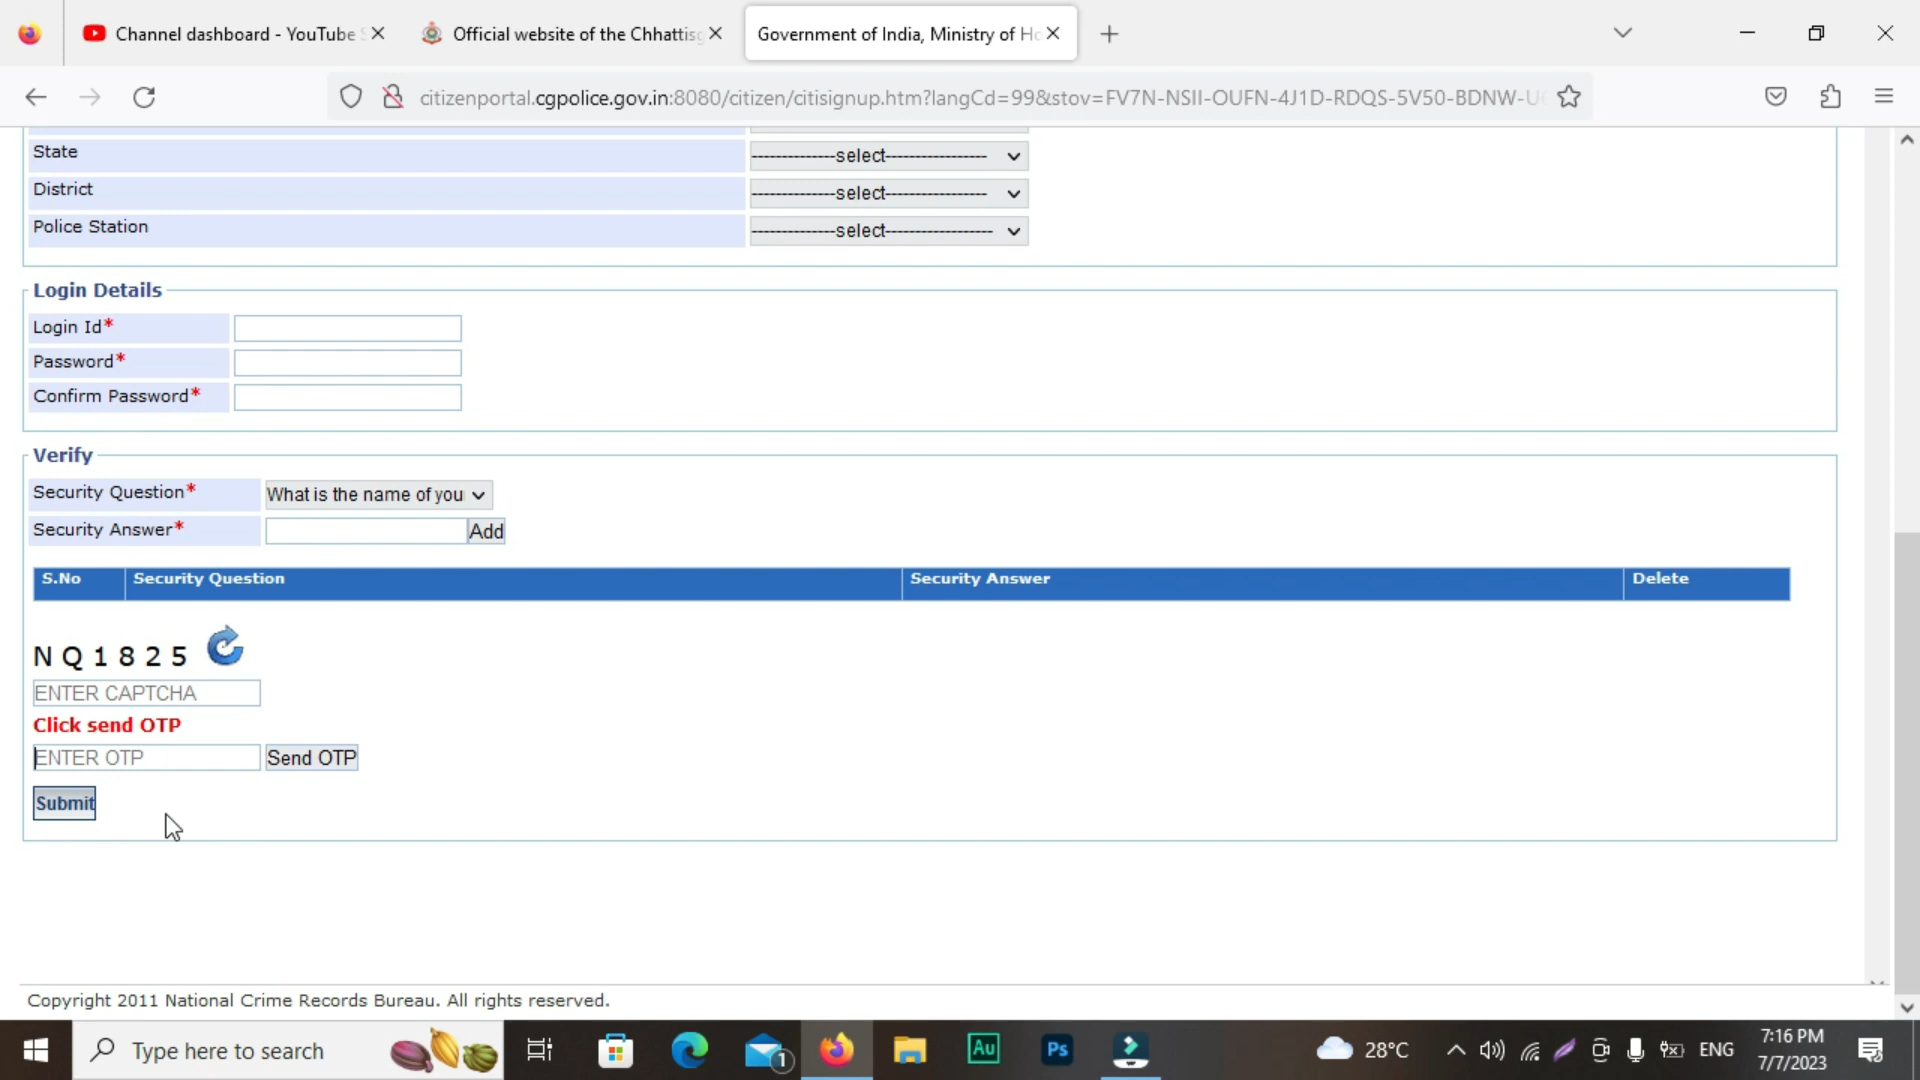 Channel dashboard - YouTube S
Official website of the Chhattisg
Government of India, Ministry of Ho
citizenportal.cgpolice.gov.in:8080/citizen/citisignup.htm?langCd=99&stov=FV7N-NSII-OUFN-4J1D-RDQS-5V50-BDNW-U
State
--------------select-----------------
District
--------------select-----------------
Police Station
--------------select------------------
Login Details
Login Id*
Password*
Confirm Password*
Verify
Security Question*
What is the name of you
Security Answer*
Add
S.No
Security Question
Security Answer
Delete
N Q 1 8 2 5
ENTER CAPTCHA
Click send OTP
ENTER OTP
Send OTP
Submit
Copyright 2011 National Crime Records Bureau. All rights reserved.
Type here to search
1
Au
Ps
28°C
ENG
7:16 PM
7/7/2023